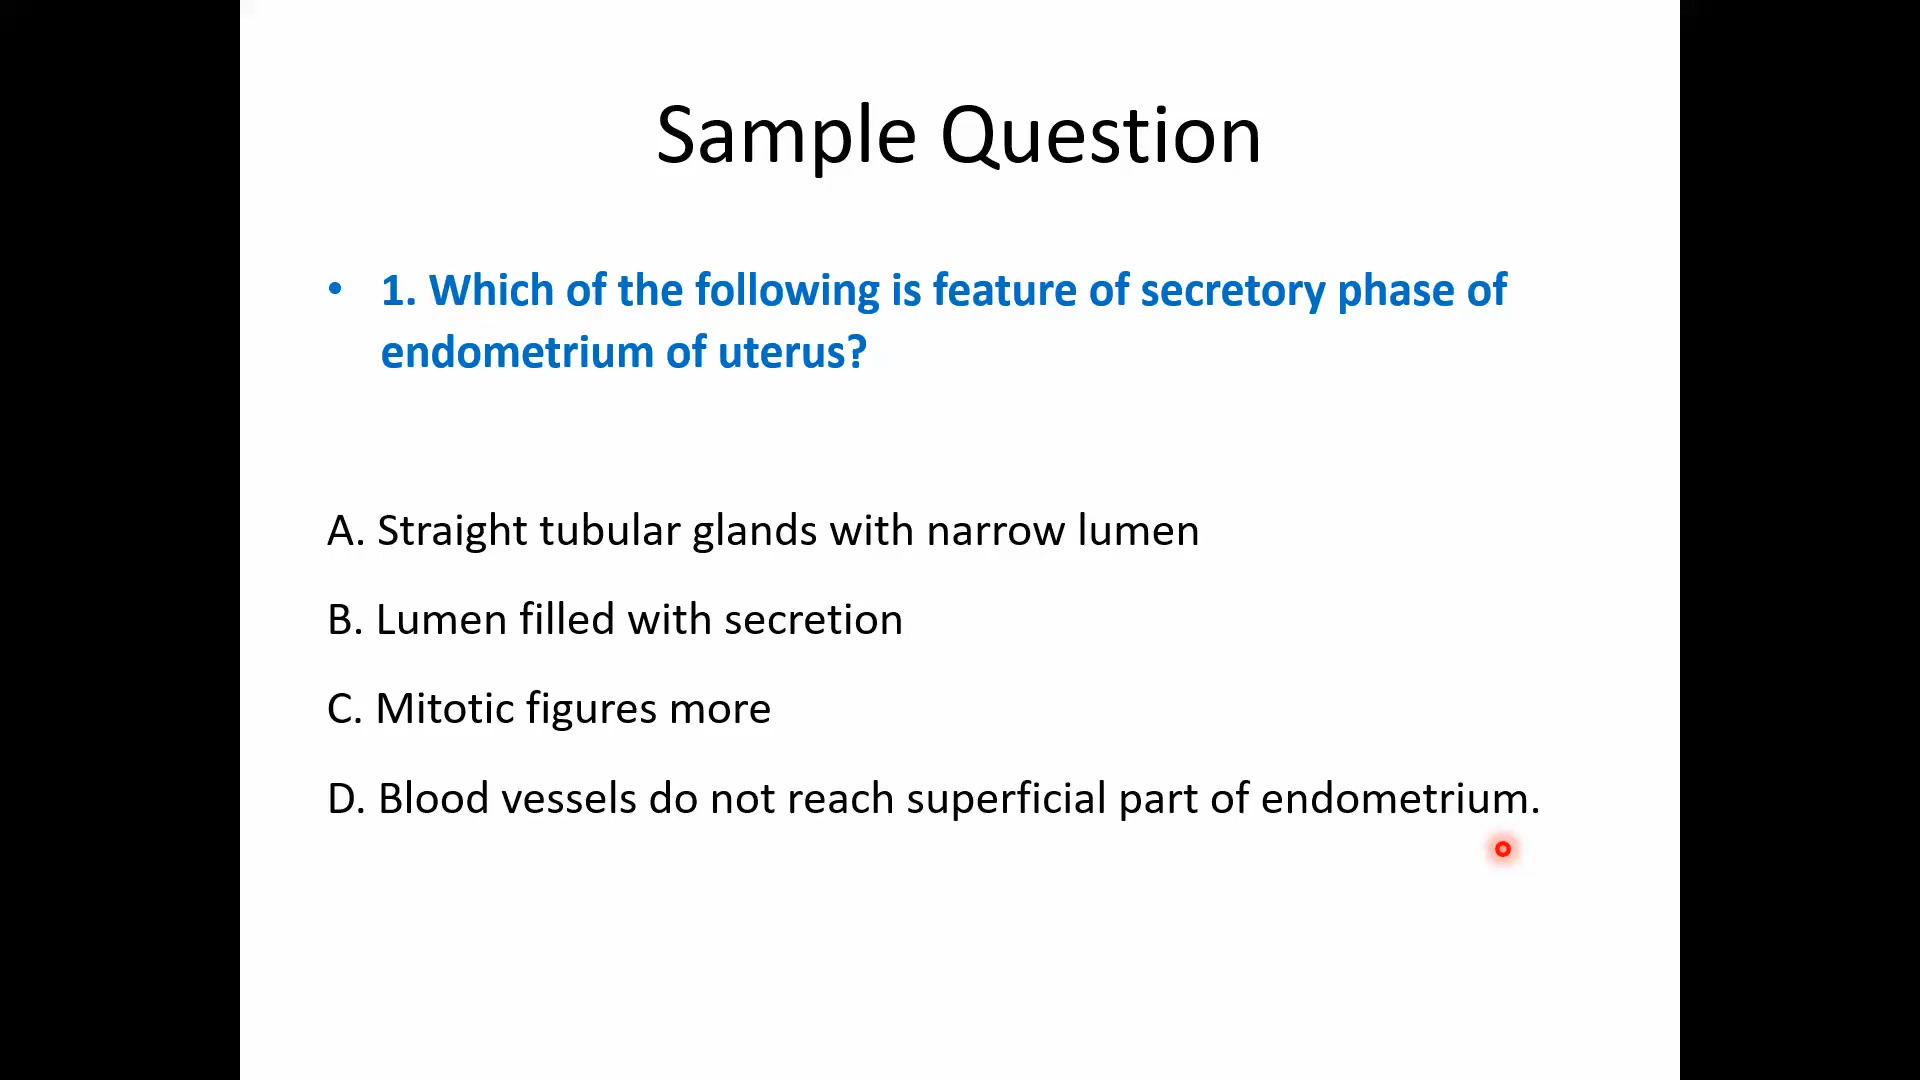 Sample Question
• 1. Which of the following is feature of secretory phase of
endometrium of uterus?
A. Straight tubular glands with narrow lumen
B. Lumen filled with secretion
C. Mitotic figures more
D. Blood vessels do not reach superficial part of endometrium.